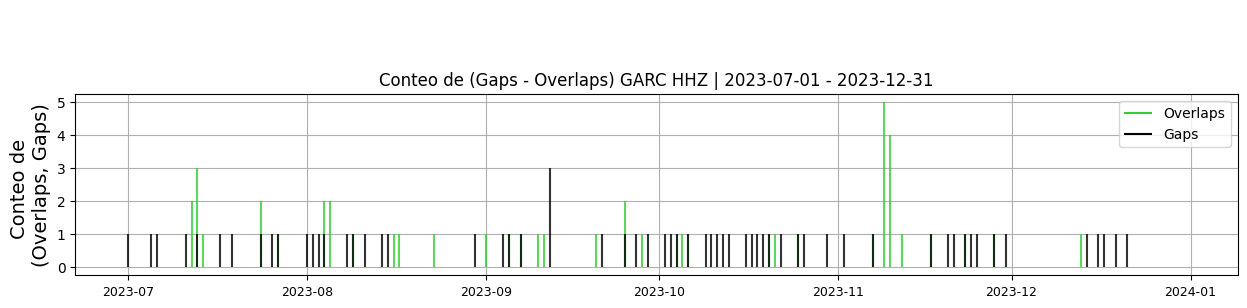 Conteo de (Gaps - Overlaps) GARC HHZ | 2023-07-01 - 2023-12-31
Conteo de
(Overlaps, Gaps)
5
4
3
2
1
0
Overlaps
Gaps
2023-07
2023-08
2023-09
2023-10
2023-11
2023-12
2024-01